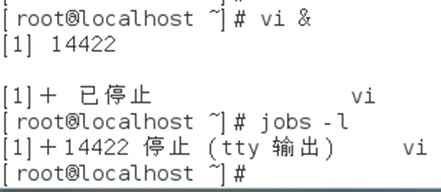 [root@localhost ~]# vi &
[1] 14422
[1]+ 已停止 vi
[root@localhost ~]# jobs -l
[1]+14422 停止 (tty 输出) vi
[root@localhost ~]#